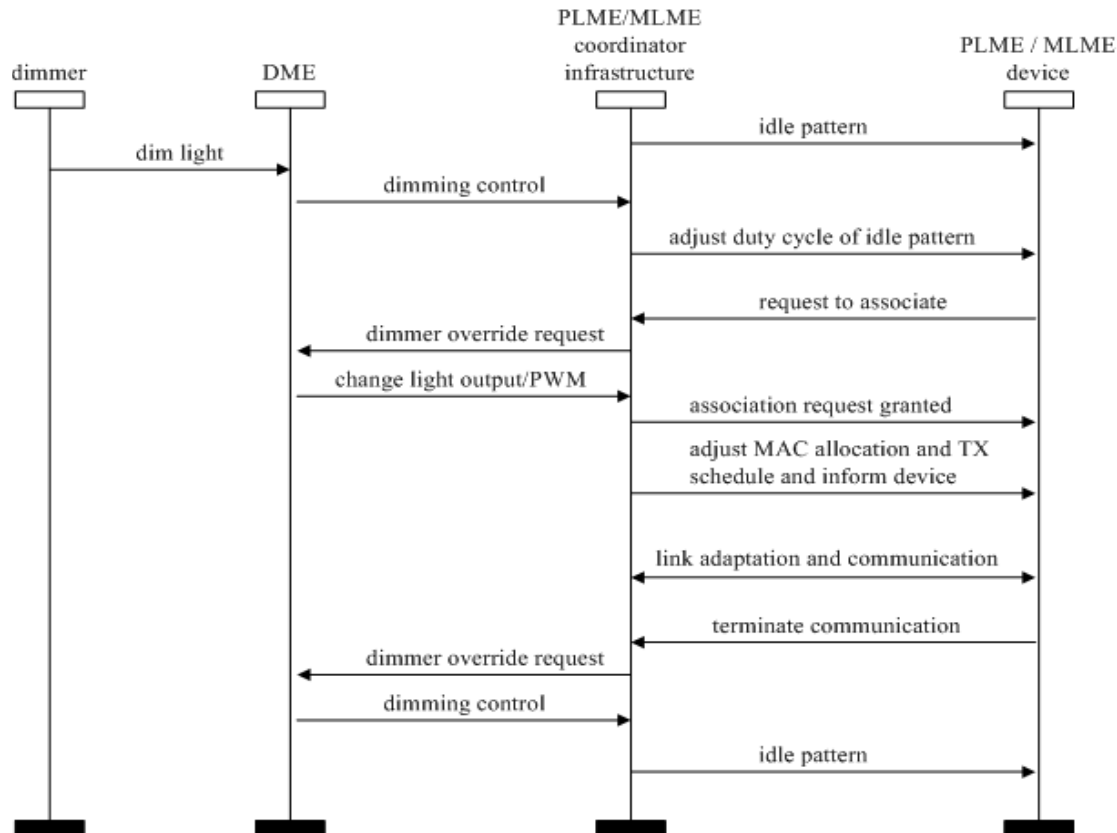 PLME/MLME
coordinator
infrastructure
PLME / MLME
device
dimmer
DME
idle pattern
dim light
dimming control
adjust duty cycle of idle pattern
request to associate
dimmer override request
change light output/PWM
association request granted
adjust MAC allocation and TX
schedule and inform device
link adaptation and communication
terminate communication
dimmer override request
dimming control
idle pattern